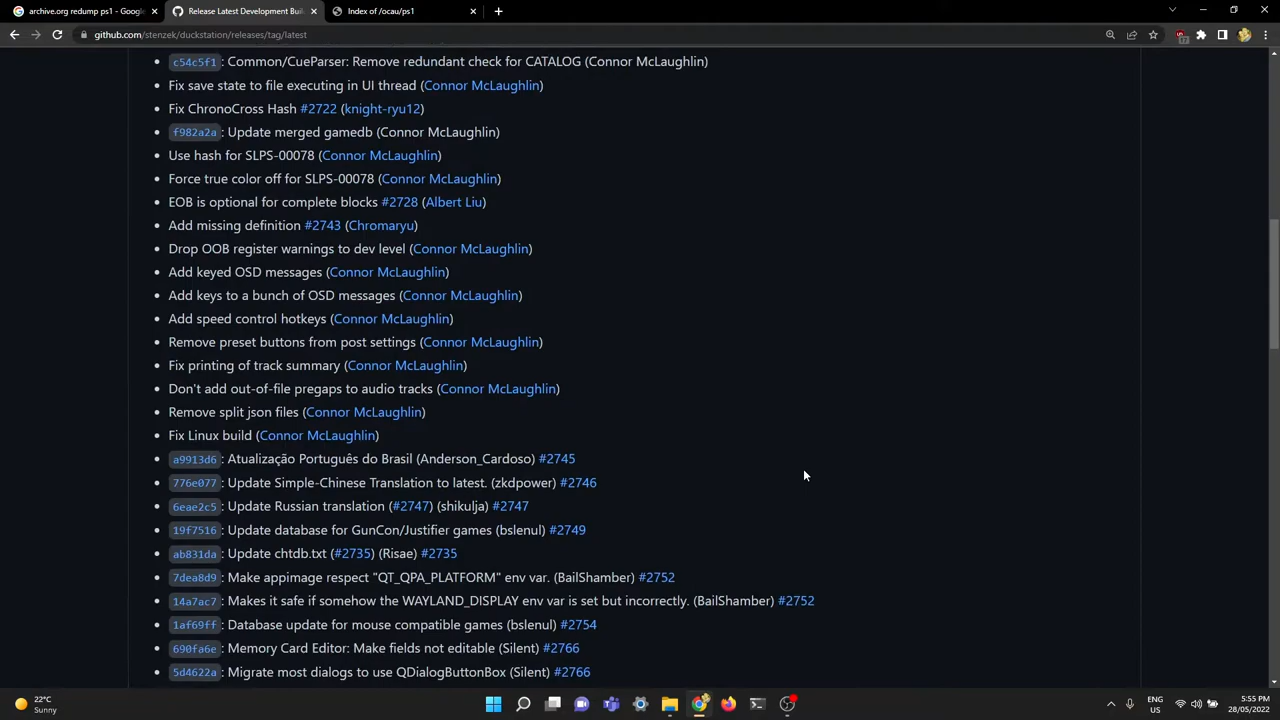 archive.org redump ps1 - Google
Release Latest Development Buil
Index of /ocau/ps1
github.com/stenzek/duckstation/releases/tag/latest
17
c54c5f1: Common/CueParser: Remove redundant check for CATALOG (Connor McLaughlin)
Fix save state to file executing in UI thread (Connor McLaughlin)
Fix ChronoCross Hash #2722 (knight-ryu12)
f982a2a: Update merged gamedb (Connor McLaughlin)
Use hash for SLPS-00078 (Connor McLaughlin)
Force true color off for SLPS-00078 (Connor McLaughlin)
EOB is optional for complete blocks #2728 (Albert Liu)
Add missing definition #2743 (Chromaryu)
Drop OOB register warnings to dev level (Connor McLaughlin)
Add keyed OSD messages (Connor McLaughlin)
Add keys to a bunch of OSD messages (Connor McLaughlin)
Add speed control hotkeys (Connor McLaughlin)
Remove preset buttons from post settings (Connor McLaughlin)
Fix printing of track summary (Connor McLaughlin)
Don't add out-of-file pregaps to audio tracks (Connor McLaughlin)
Remove split json files (Connor McLaughlin)
Fix Linux build (Connor McLaughlin)
a9913d6: Atualização Português do Brasil (Anderson_Cardoso) #2745
776e077: Update Simple-Chinese Translation to latest. (zkdpower) #2746
6eae2c5: Update Russian translation (#2747) (shikulja) #2747
19f7516: Update database for GunCon/Justifier games (bslenul) #2749
ab831da: Update chtdb.txt (#2735) (Risae) #2735
7dea8d9: Make appimage respect "QT_QPA_PLATFORM" env var. (BailShamber) #2752
14a7ac7: Makes it safe if somehow the WAYLAND_DISPLAY env var is set but incorrectly. (BailShamber) #2752
1af69ff: Database update for mouse compatible games (bslenul) #2754
690fa6e: Memory Card Editor: Make fields not editable (Silent) #2766
5d4622a: Migrate most dialogs to use QDialogButtonBox (Silent) #2766
22°C
Sunny
ENG
US
5:55 PM
28/05/2022